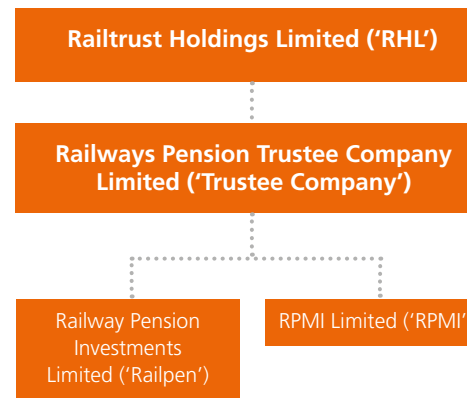 Railtrust Holdings Limited (‘RHL’)
Railways Pension Trustee Company
Limited (‘Trustee Company’)
Railway Pension
Investments
Limited (‘Railpen’)
RPMI Limited (‘RPMI’